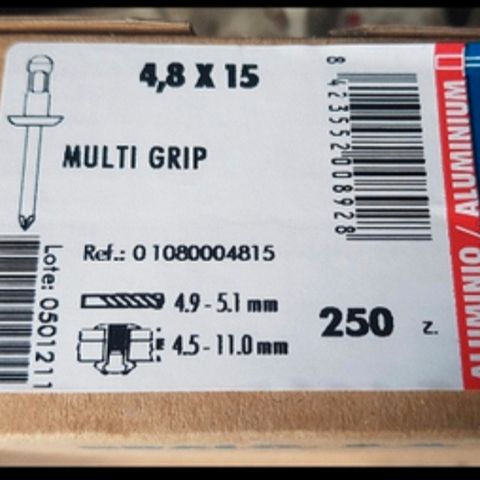 4,8 X 15
MULTI GRIP
Ref.: 0 1080004815
4.9 - 5.1 mm
E 4.5 - 11.0 mm
250 z.
Lote: 0501211
8 423552 008928
ALUMINIO / ALUMINIUM